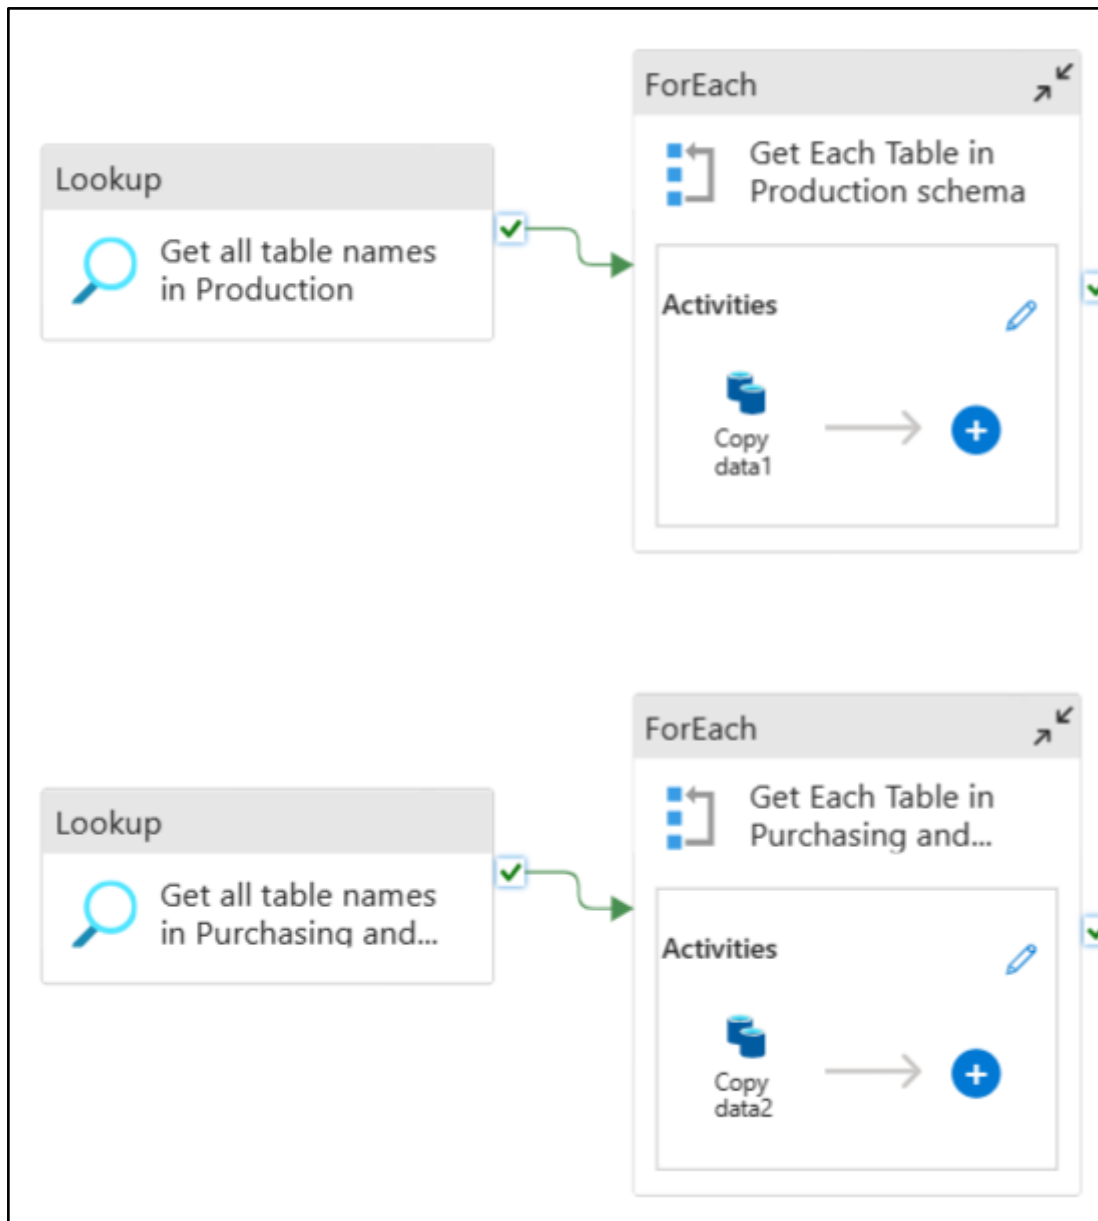 ForEach
Get Each Table in
Production schema
Lookup
Get all table names
in Production
Activities
Copy
data1
ForEach
Get Each Table in
Purchasing and...
Lookup
Get all table names
in Purchasing and...
Activities
Copy
data2